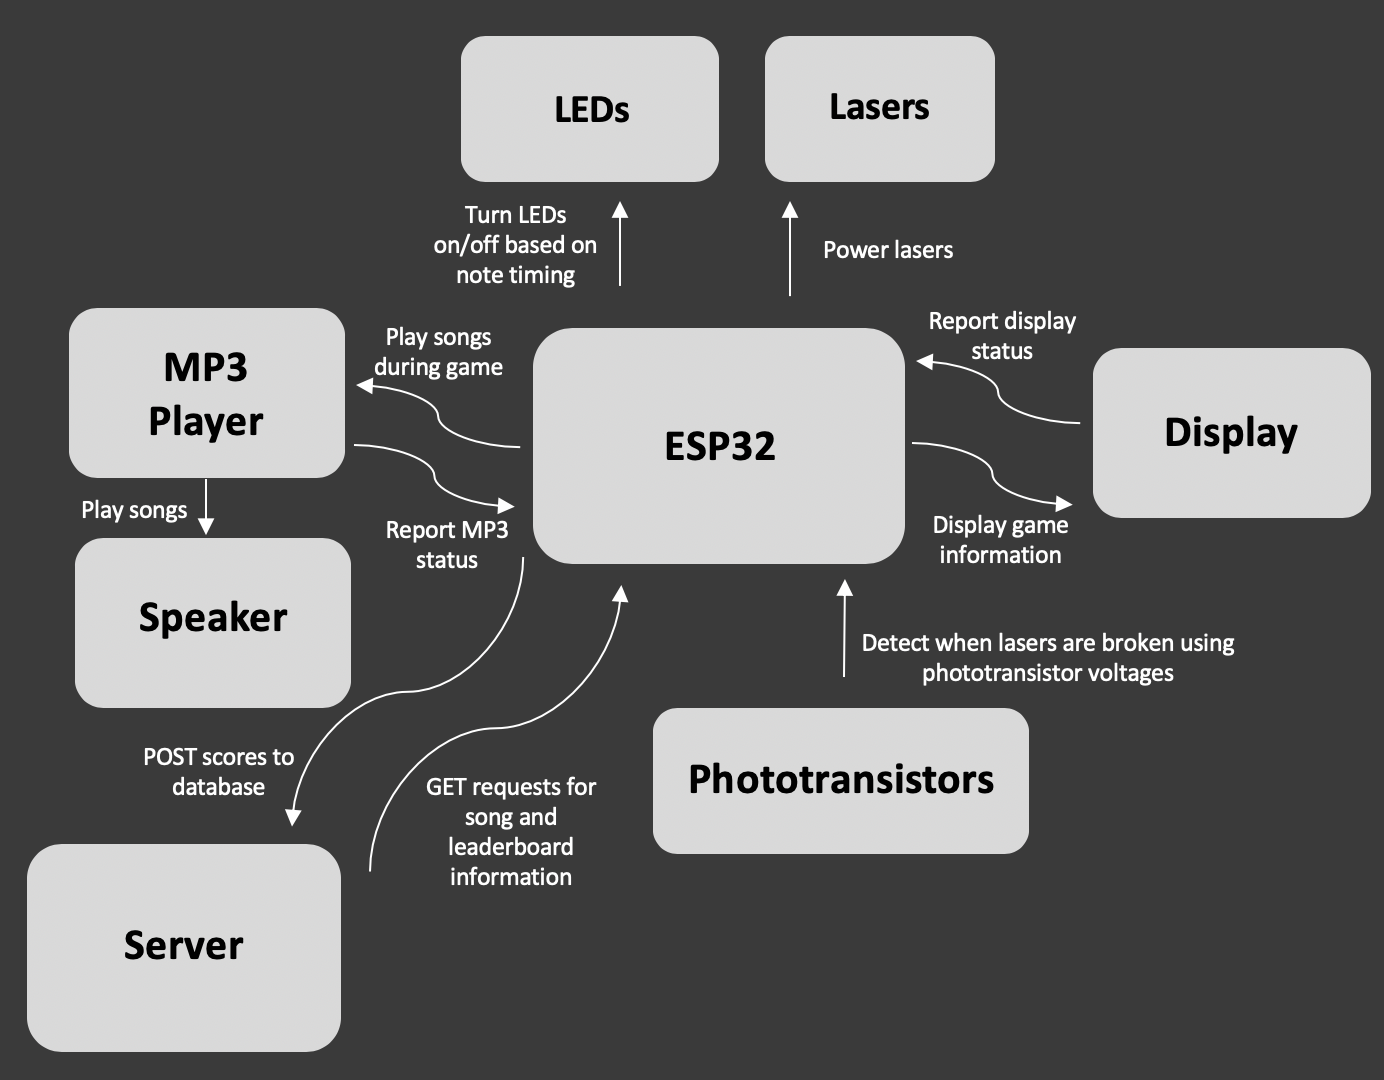 LEDs
Lasers
Turn LEDs
on/off based on
note timing
Power lasers
MP3
Player
Play songs
during game
ESP32
Report display
status
Display
Play songs
Report MP3
status
Display game
information
Speaker
Detect when lasers are broken using
phototransistor voltages
POST scores to
database
GET requests for
song and
leaderboard
information
Phototransistors
Server